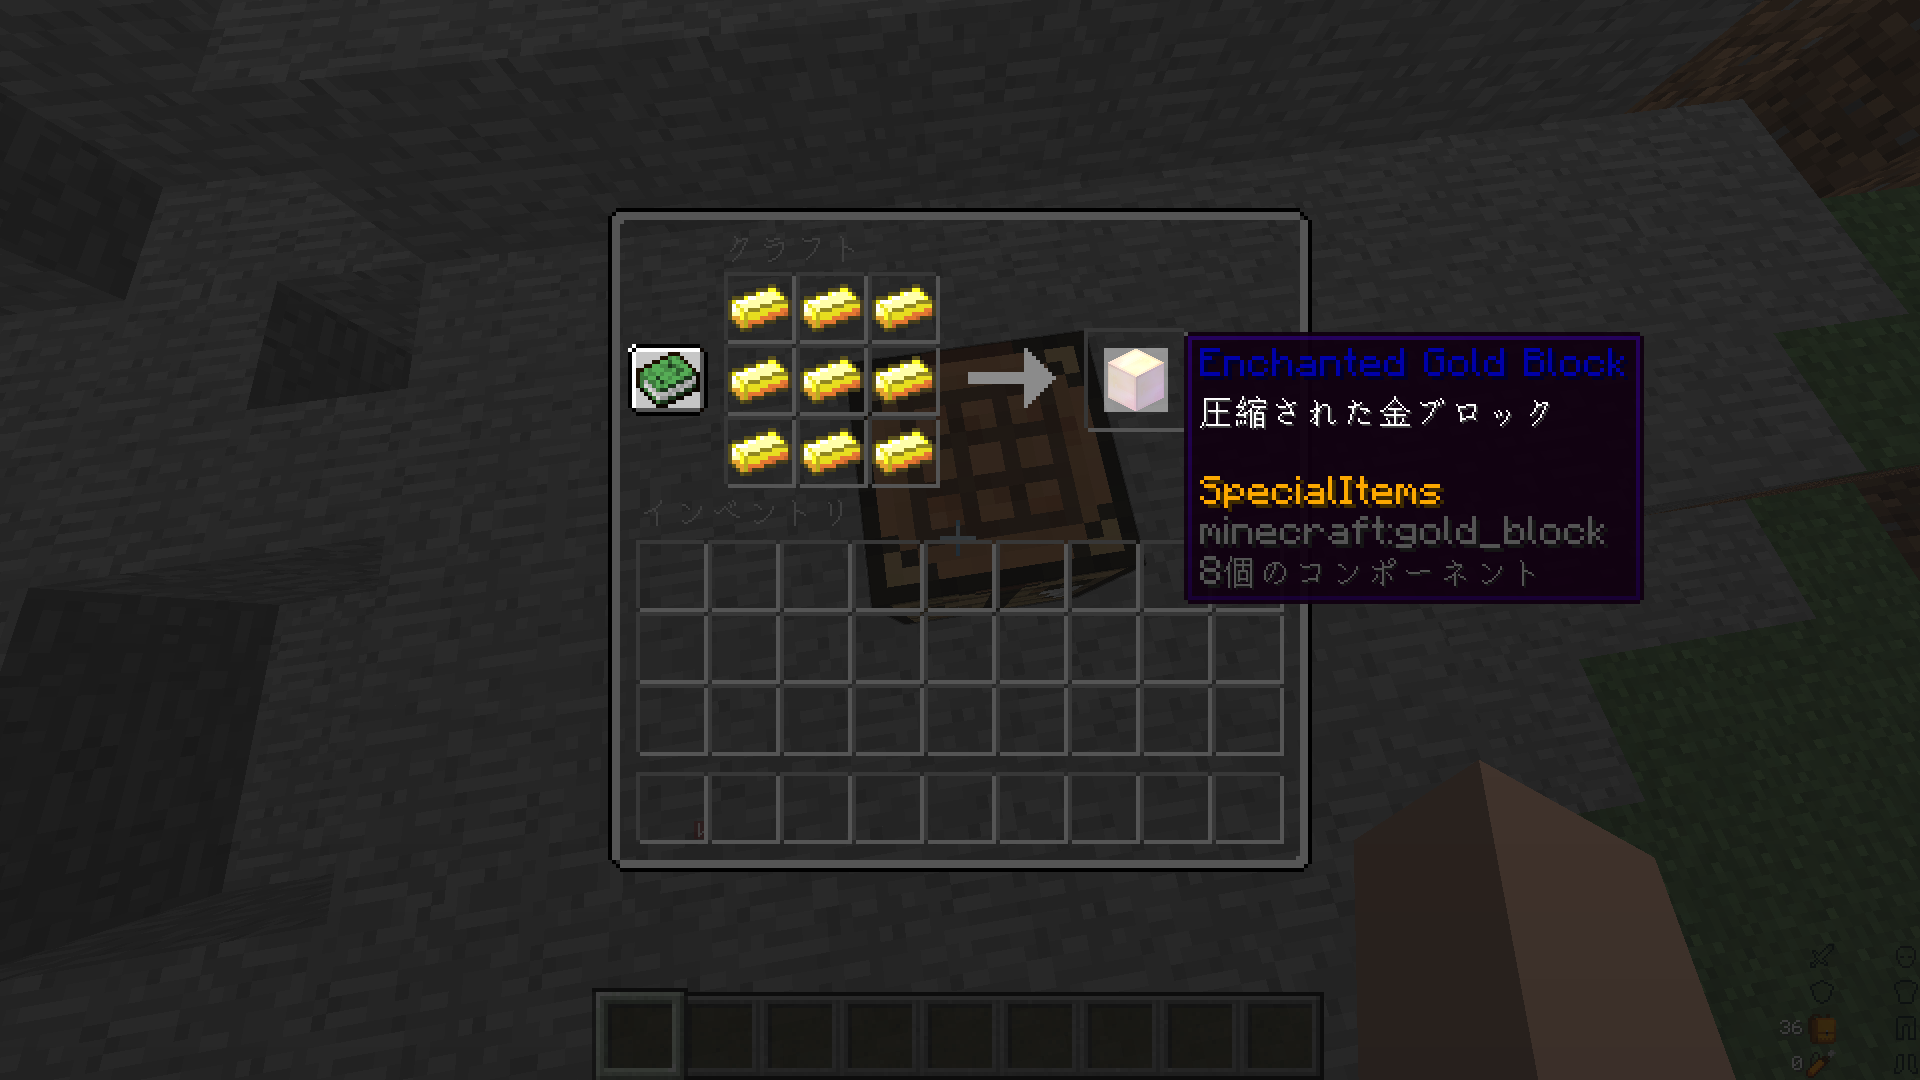 クラフト
Enchanted Gold Block
圧縮された金ブロック
SpecialItems
minecraft:gold_block
8個のコンポーネント
インベントリ
36
0